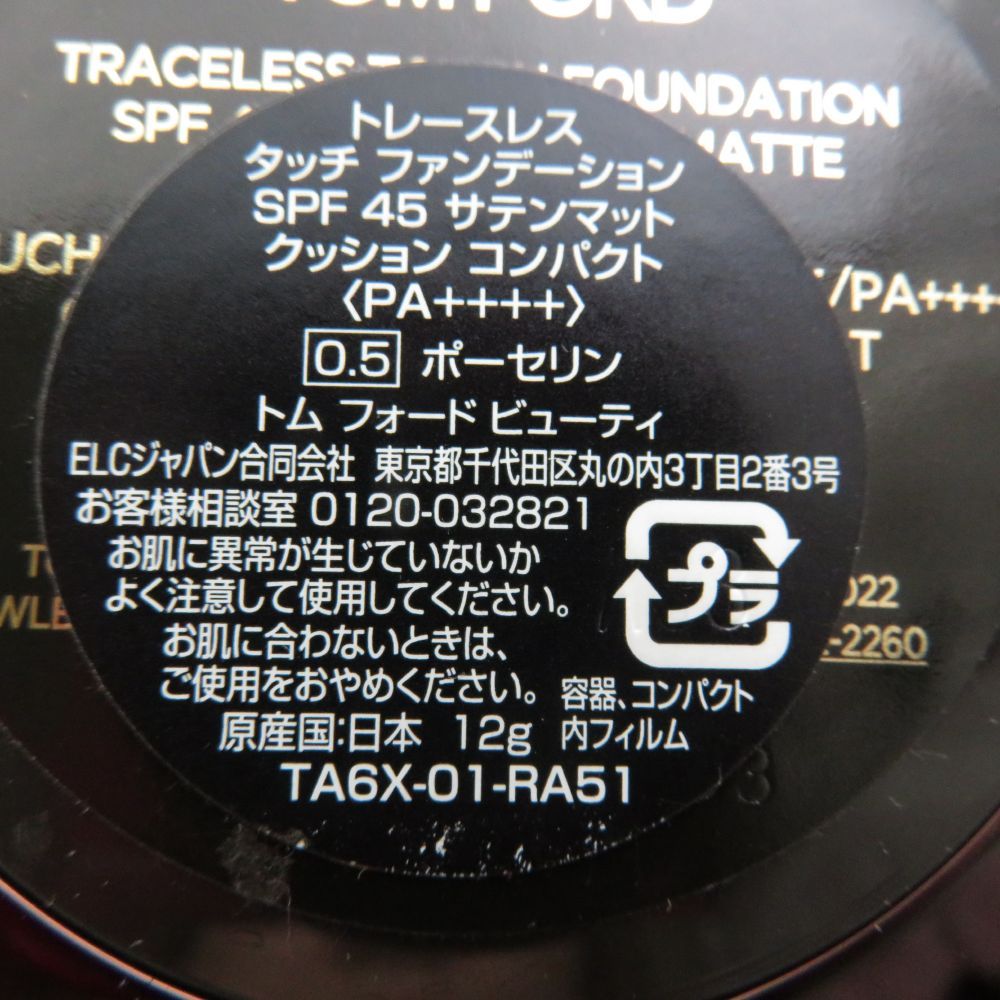 TOM FORD
TRACELESS FOUNDATION
SPF MATTE
トレースレス
タッチ ファンデーション
SPF 45 サテンマット
クッション コンパクト
〈PA++++〉
/PA+++
T
0.5 ポーセリン
トム フォード ビューティ
ELCジャパン合同会社 東京都千代田区丸の内3丁目2番3号
お客様相談室 0120-032821
お肌に異常が生じていないか
よく注意して使用してください。
お肌に合わないときは、
ご使用をおやめください。
プラ
容器、コンパクト
内フィルム
原産国:日本 12g
TA6X-01-RA51
022
-2260
3